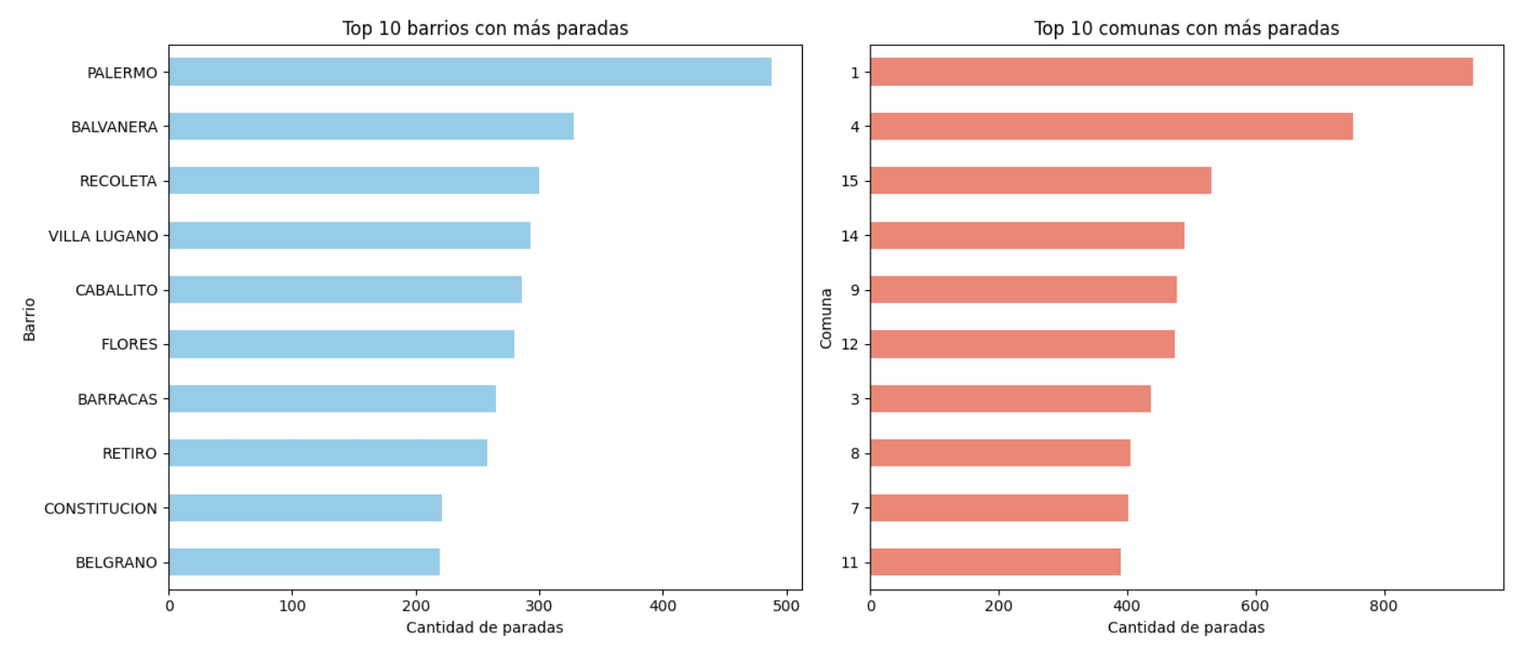 Top 10 barrios con más paradas
Barrio
PALERMO
BALVANERA
RECOLETA
VILLA LUGANO
CABALLITO
FLORES
BARRACAS
RETIRO
CONSTITUCION
BELGRANO
0 100 200 300 400 500
Cantidad de paradas
Top 10 comunas con más paradas
Comuna
1
4
15
14
9
12
3
8
7
11
0 200 400 600 800
Cantidad de paradas